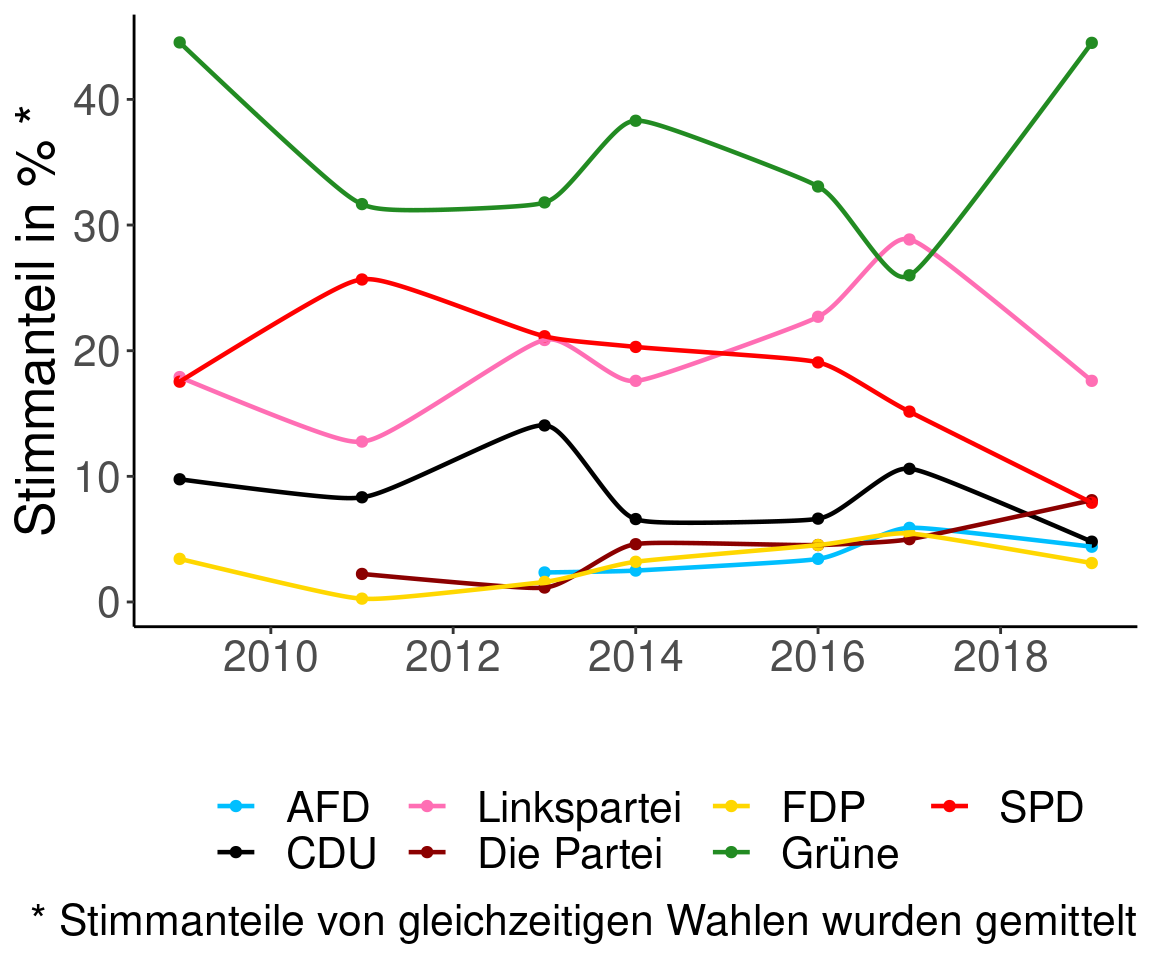 Stimmanteil in % *
40
30
20
10
0
2010 2012 2014 2016 2018
AFD Linkspartei FDP SPD
CDU Die Partei Grüne
* Stimmanteile von gleichzeitigen Wahlen wurden gemittelt